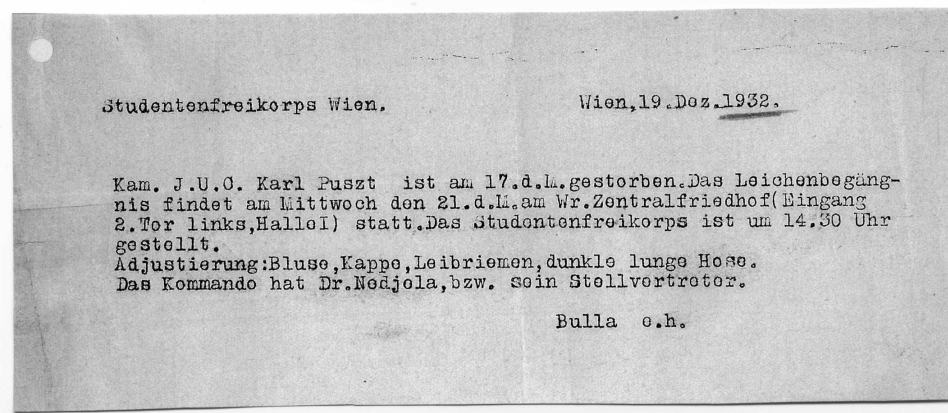 Studentenfreikorps Wien.
Wien,19.Dez.1932.
Kam. J.U.C. Karl Puszt ist am 17.d.M.gestorben.Das Leichenbegäng-
nis findet am Mittwoch den 21.d.M.am Wr.Zentralfriedhof(Eingang
2.Tor links,HalleI) statt.Das Studentenfreikorps ist um 14.30 Uhr
gestellt.
Adjustierung:Bluse,Kappe,Leibriemen,dunkle lange Hose.
Das Kommando hat Dr.Nedjela,bzw. sein Stellvertreter.
Bulla e.h.